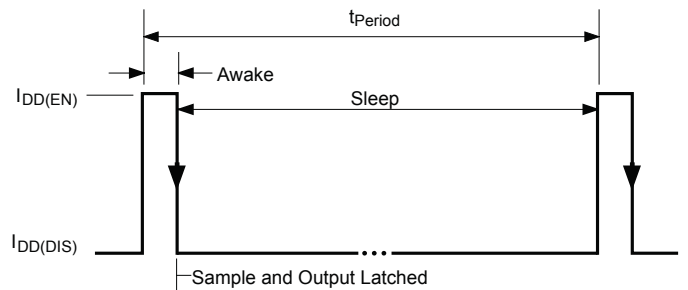 tPeriod
Awake
IDD(EN)
Sleep
IDD(DIS)
Sample and Output Latched